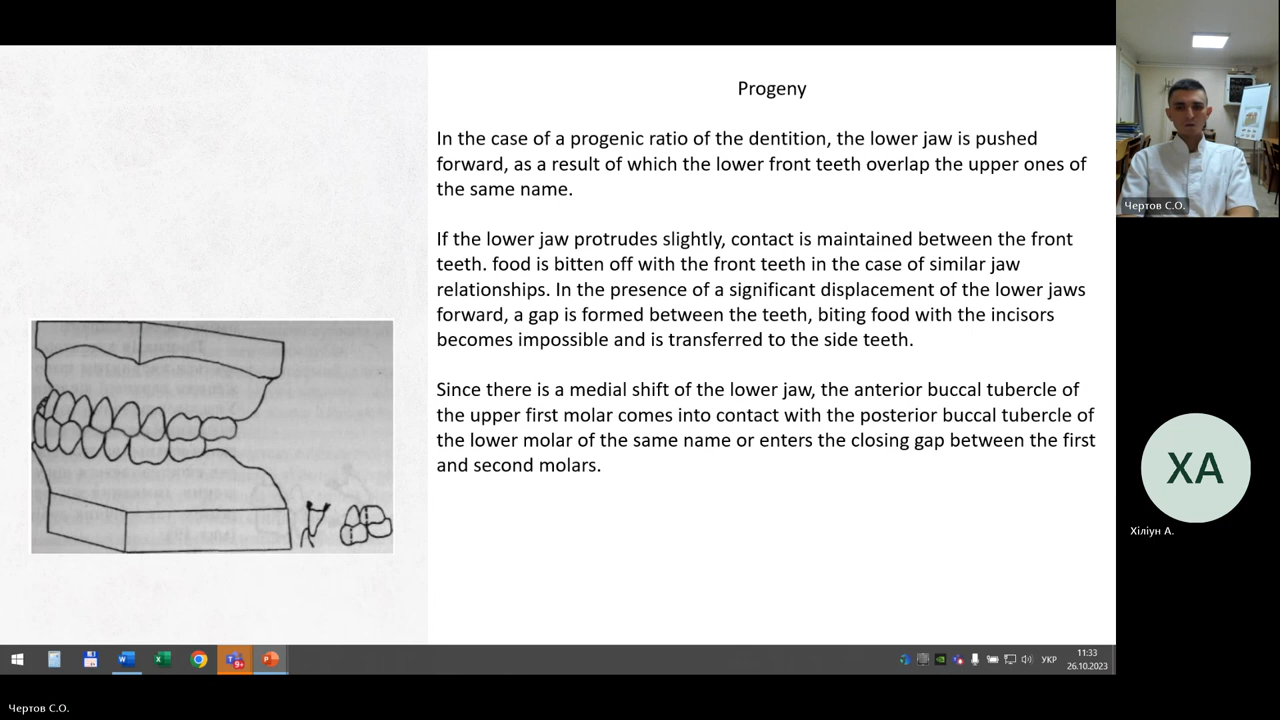 Progeny
In the case of a progenic ratio of the dentition, the lower jaw is pushed
forward, as a result of which the lower front teeth overlap the upper ones of
the same name.
If the lower jaw protrudes slightly, contact is maintained between the front
teeth. food is bitten off with the front teeth in the case of similar jaw
relationships. In the presence of a significant displacement of the lower jaws
forward, a gap is formed between the teeth, biting food with the incisors
becomes impossible and is transferred to the side teeth.
Since there is a medial shift of the lower jaw, the anterior buccal tubercle of
the upper first molar comes into contact with the posterior buccal tubercle of
the lower molar of the same name or enters the closing gap between the first
and second molars.
Чертов С.О.
ХА
Хіліун А.
9+
УКР
11:33
26.10.2023
Чертов С.О.